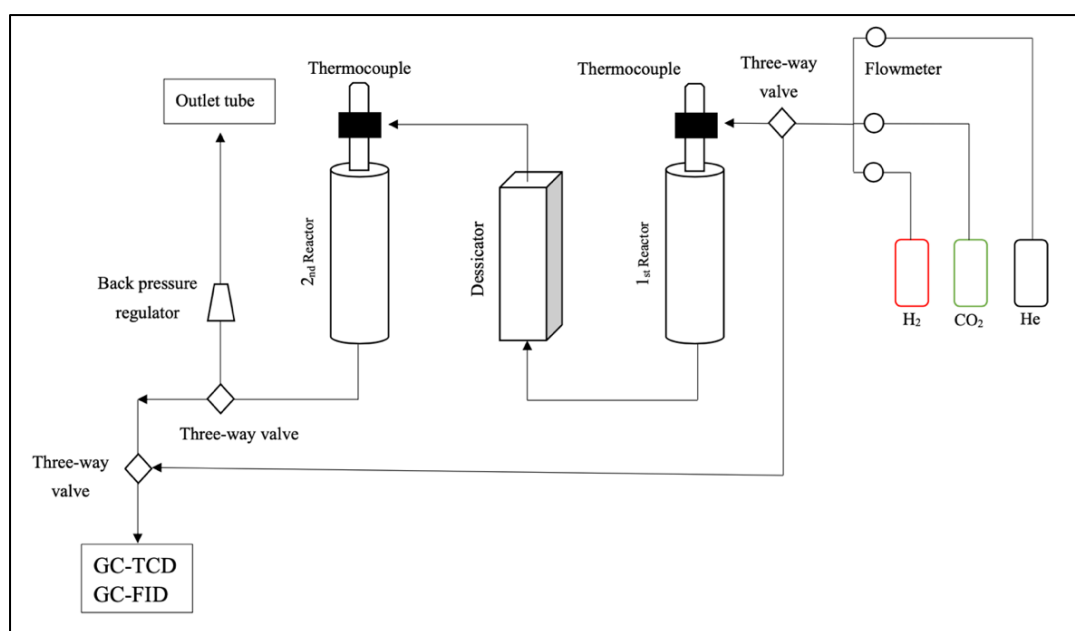 Thermocouple
Thermocouple
Three-way
valve
Flowmeter
Outlet tube
2nd Reactor
Dessicator
1st Reactor
Back pressure
regulator
H₂
CO₂
He
Three-way valve
Three-way
valve
GC-TCD
GC-FID